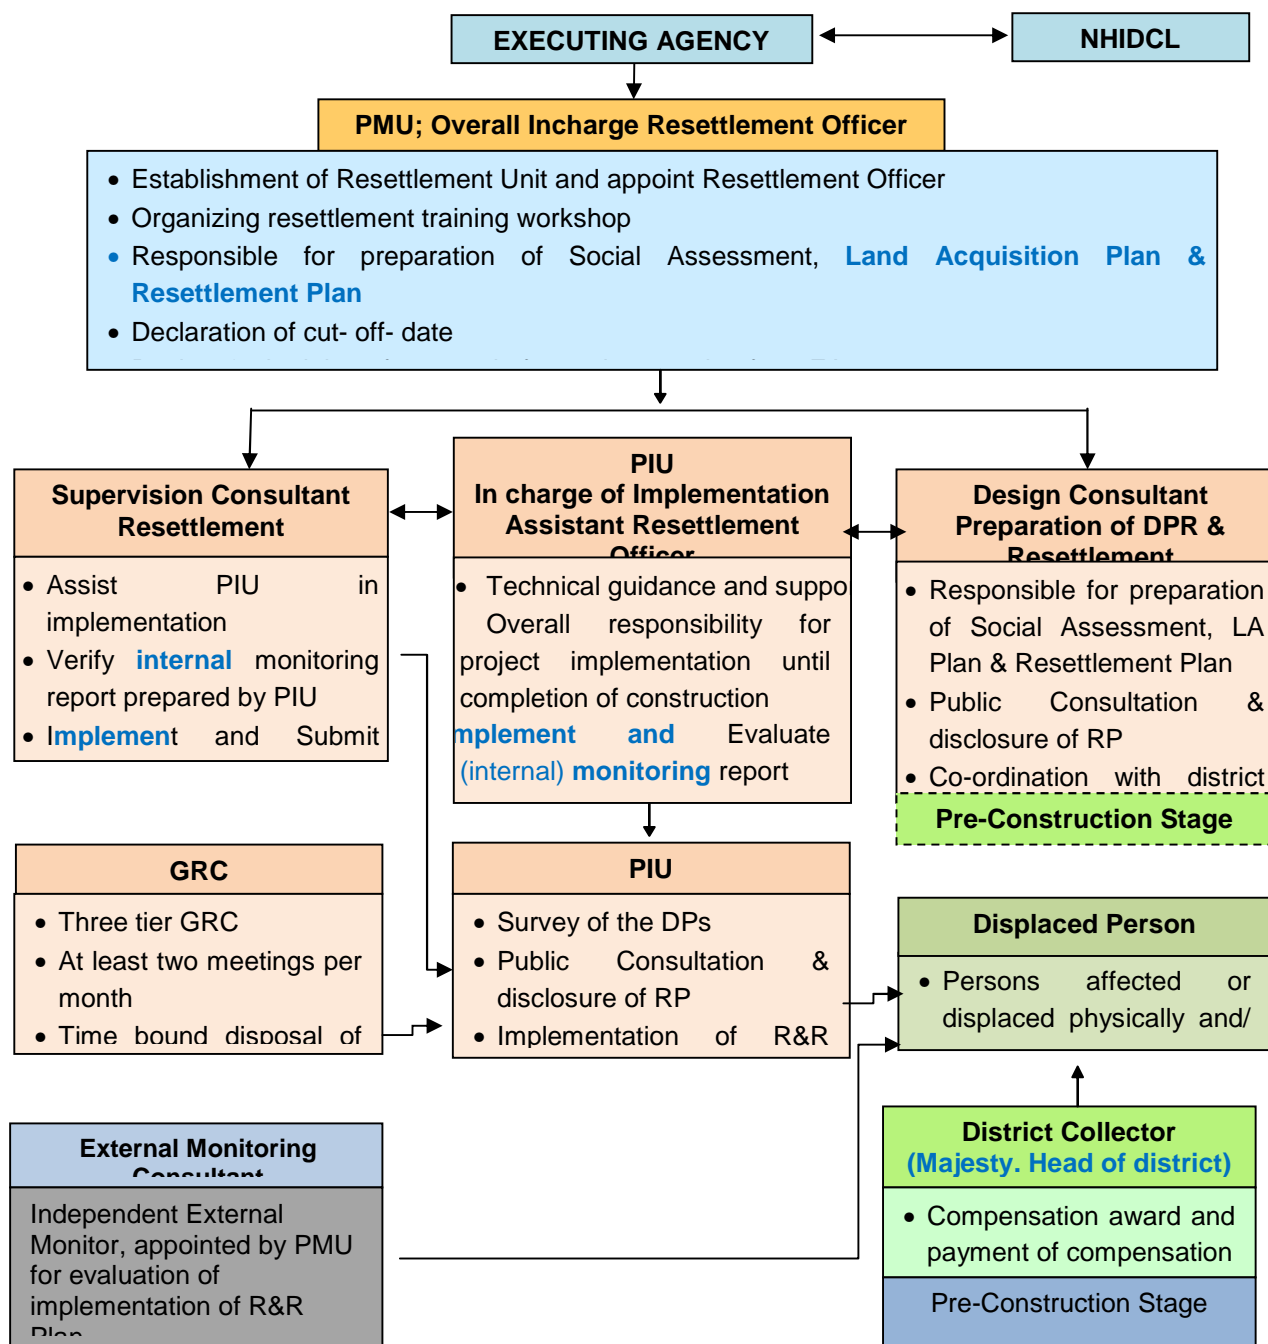 EXECUTING AGENCY
NHIDCL
PMU; Overall Incharge Resettlement Officer
• Establishment of Resettlement Unit and appoint Resettlement Officer
• Organizing resettlement training workshop
• Responsible for preparation of Social Assessment, Land Acquisition Plan &
Resettlement Plan
• Declaration of cut- off- date
Supervision Consultant
Resettlement
• Assist PIU in
implementation
• Verify internal monitoring
report prepared by PIU
• Implement and Submit
PIU
In charge of Implementation
Assistant Resettlement
Officer
• Technical guidance and suppo
Overall responsibility for
project implementation until
completion of construction
mplement and Evaluate
(internal) monitoring report
Design Consultant
Preparation of DPR &
Resettlement
• Responsible for preparation
of Social Assessment, LA
Plan & Resettlement Plan
• Public Consultation &
disclosure of RP
• Co-ordination with district
Pre-Construction Stage
GRC
• Three tier GRC
• At least two meetings per
month
• Time bound disposal of
PIU
• Survey of the DPs
• Public Consultation &
disclosure of RP
• Implementation of R&R
Displaced Person
• Persons affected or
displaced physically and/
External Monitoring
Consultant
Independent External
Monitor, appointed by PMU
for evaluation of
implementation of R&R
Plan
District Collector
(Majesty. Head of district)
• Compensation award and
payment of compensation
Pre-Construction Stage